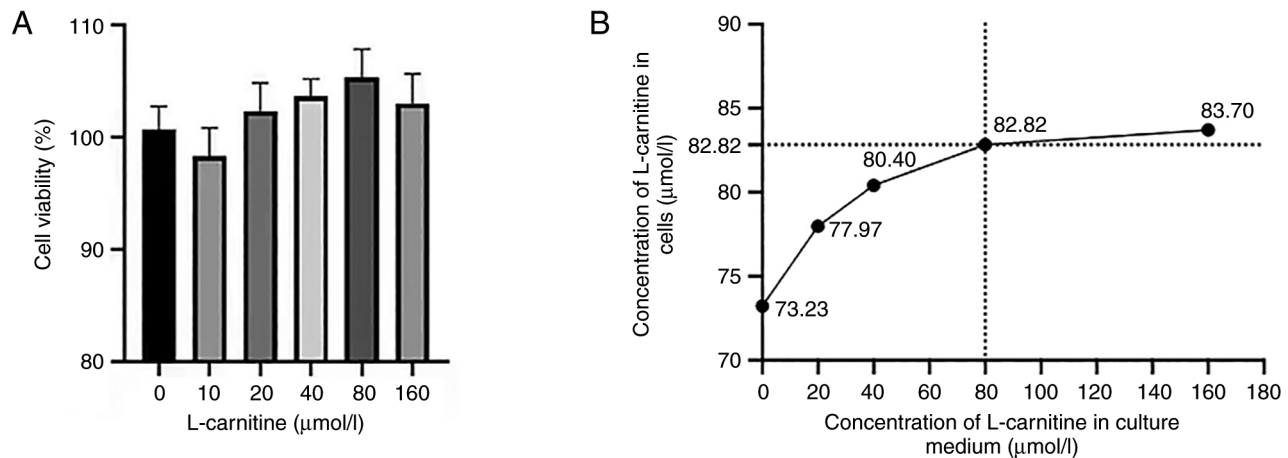 A
110
100
90
80
Cell viability (%)
0 10 20 40 80 160
L-carnitine (μmol/l)
B
90
85
82.82
80
75
70
Concentration of L-carnitine in
cells (μmol/l)
73.23
77.97
80.40
82.82
83.70
0 20 40 60 80 100 120 140 160 180
Concentration of L-carnitine in culture
medium (μmol/l)